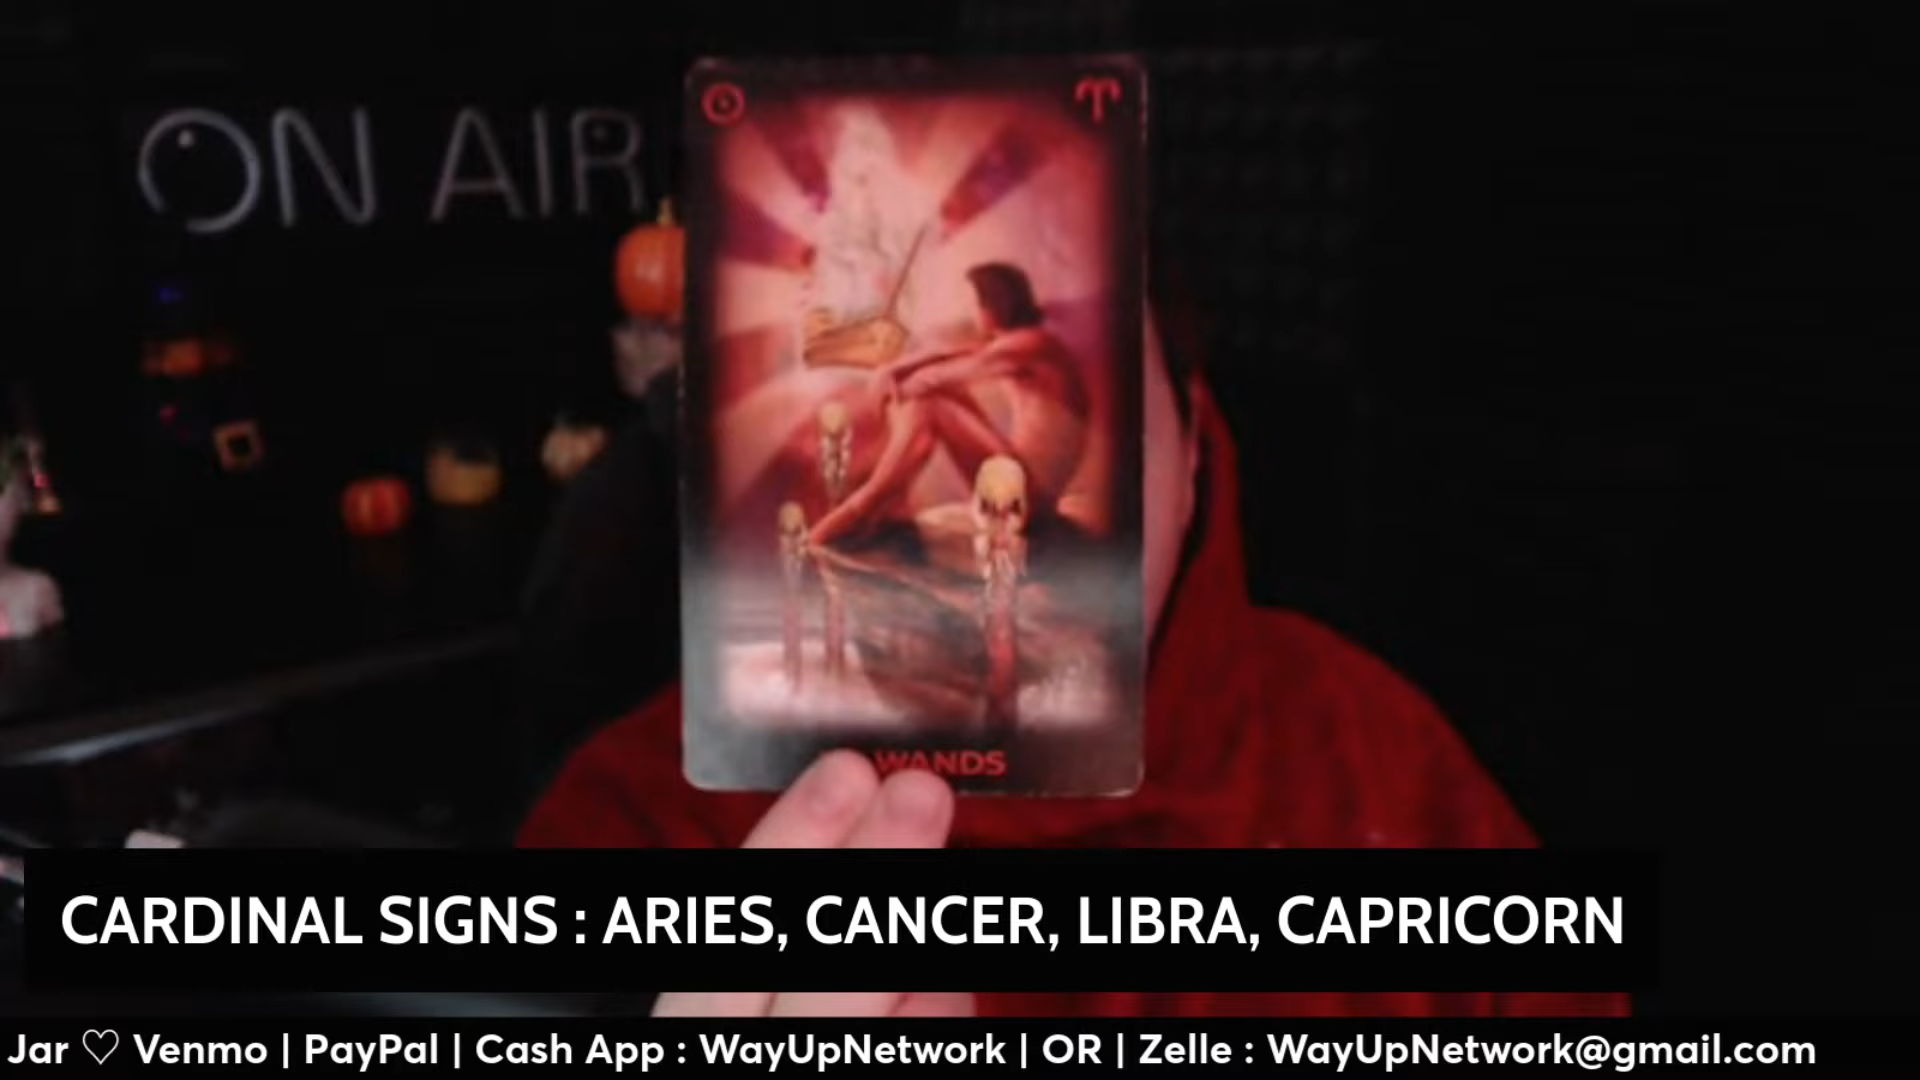 ON AIR
WANDS
CARDINAL SIGNS : ARIES, CANCER, LIBRA, CAPRICORN
Jar ♡ Venmo | PayPal | Cash App : WayUpNetwork | OR | Zelle : WayUpNetwork@gmail.com